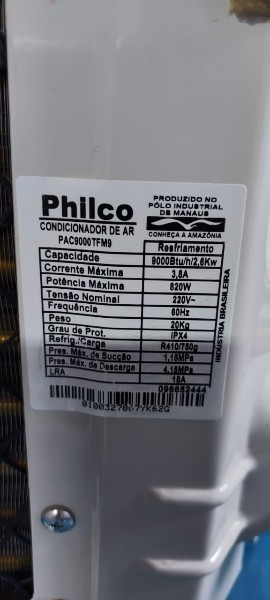 Philco
CONDICIONADOR DE AR
PAC9000TFM9
PRODUZIDO NO
PÓLO INDUSTRIAL
DE MANAUS
CONHEÇA A AMAZÔNIA
Resfriamento
Capacidade 9000Btu/h/2,6Kw
Corrente Máxima 3,8A
Potência Máxima 820W
Tensão Nominal 220V~
Frequência 60Hz
Peso 20Kg
Grau de Prot. IPX4
Refrig./Carga R410/750g
Pres. Máx. de Sucção 1,15MPa
Pres. Máx. de Descarga 4,15MPa
LRA 18A
INDÚSTRIA BRASILEIRA
096652444